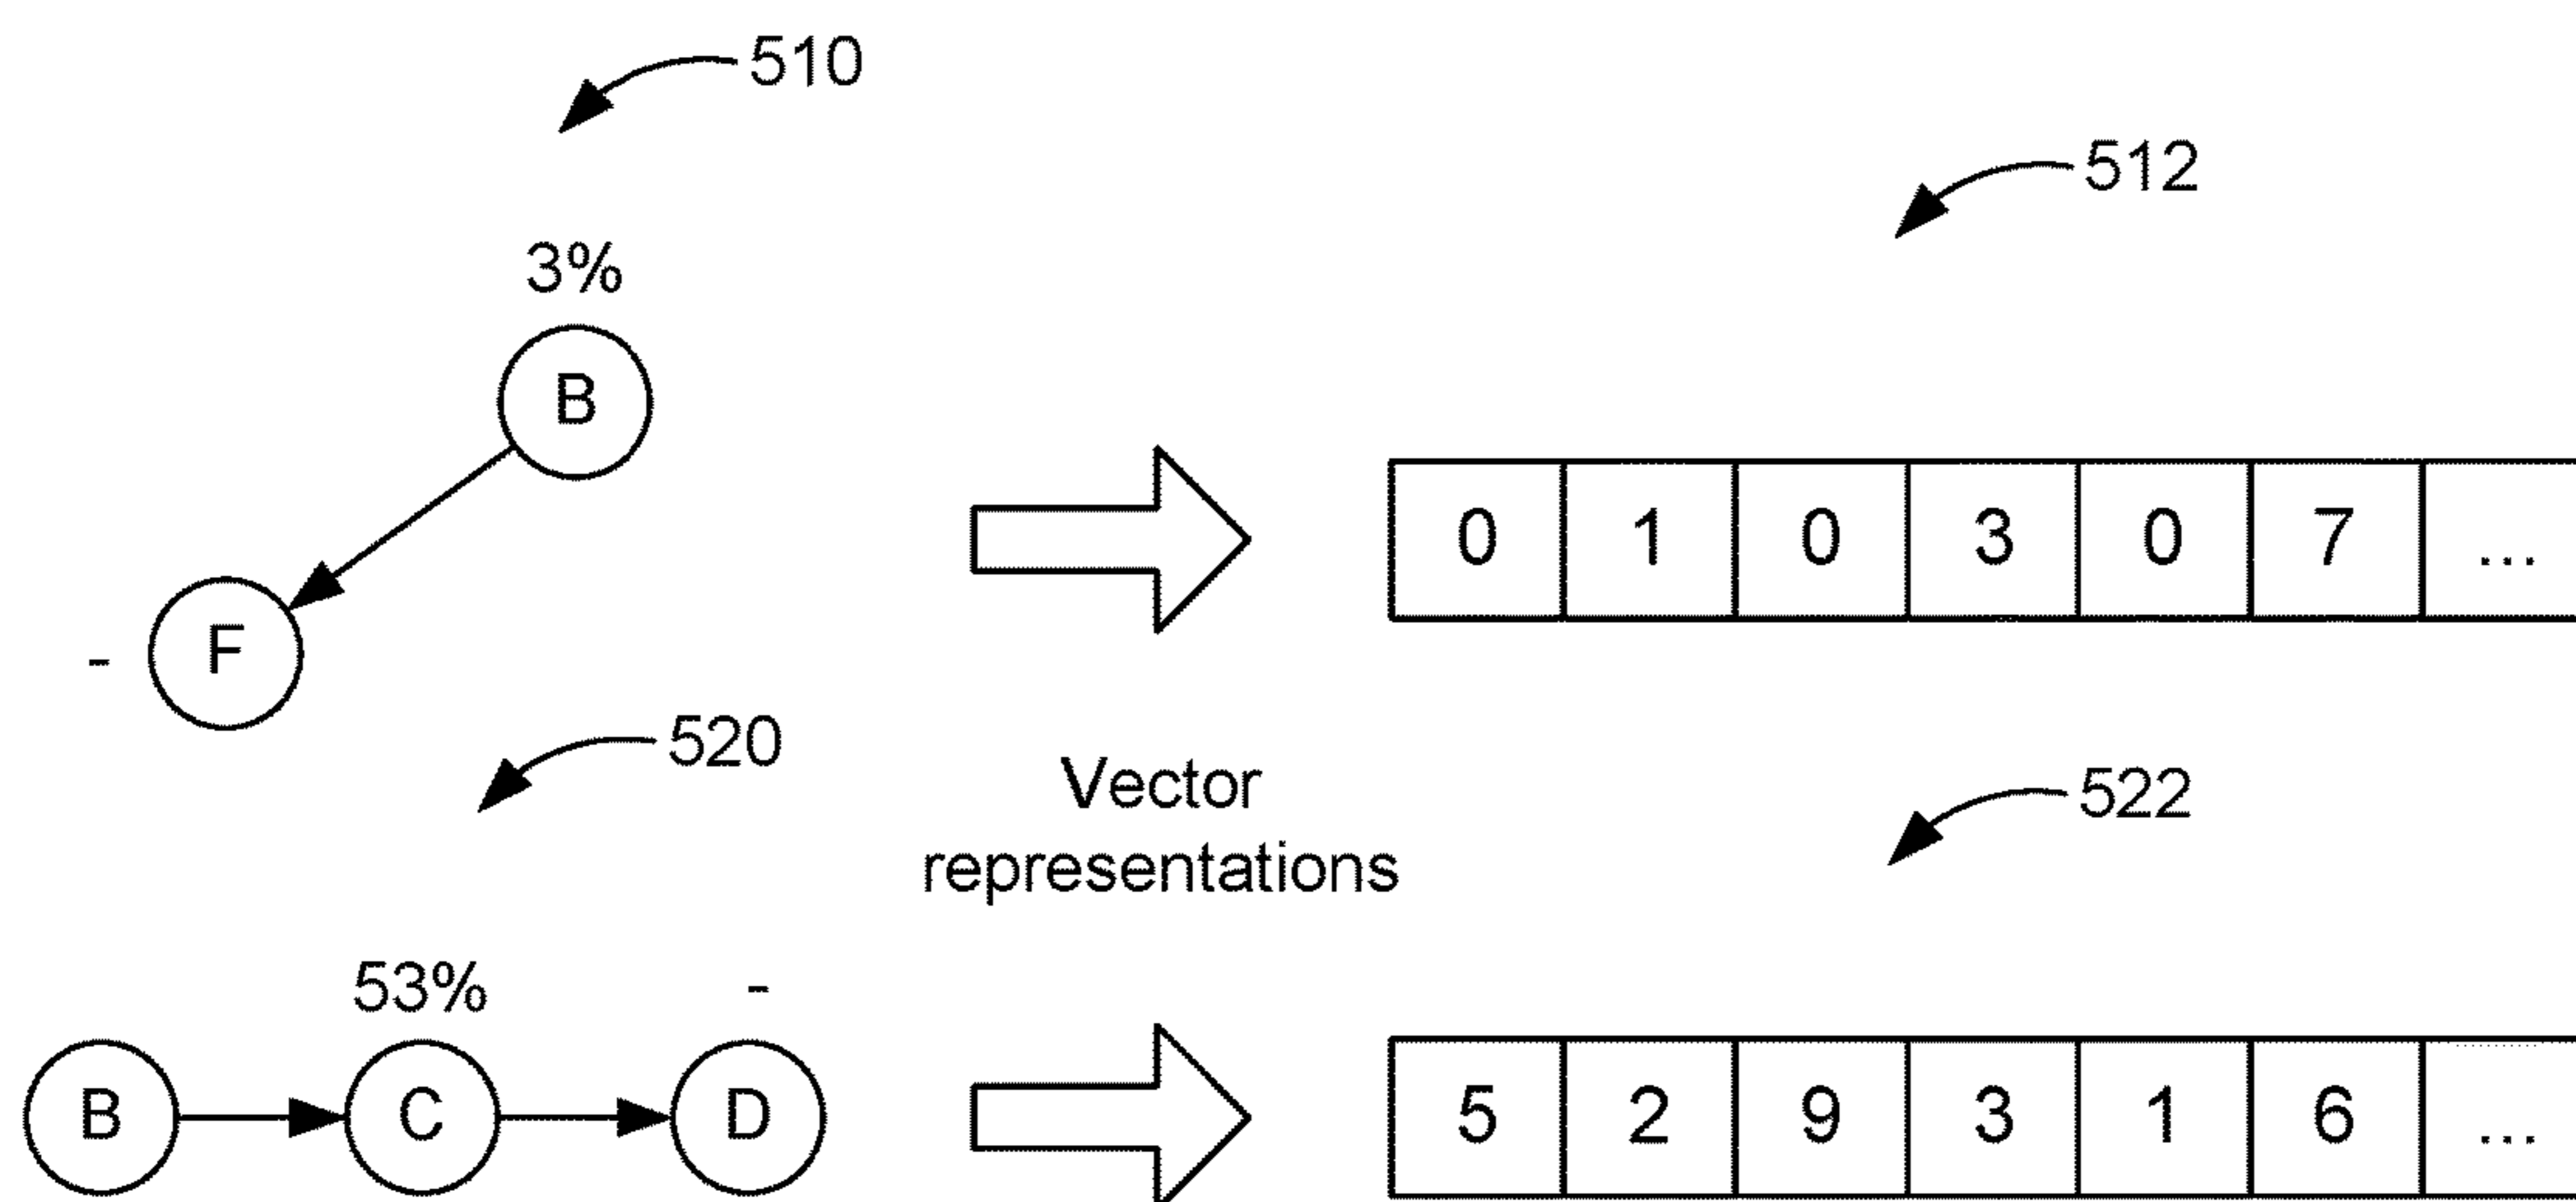 510
512
3%
B
0 1 0 3 0 7 ...
- F
520
Vector
representations
522
53% -
B C D
5 2 9 3 1 6 ...